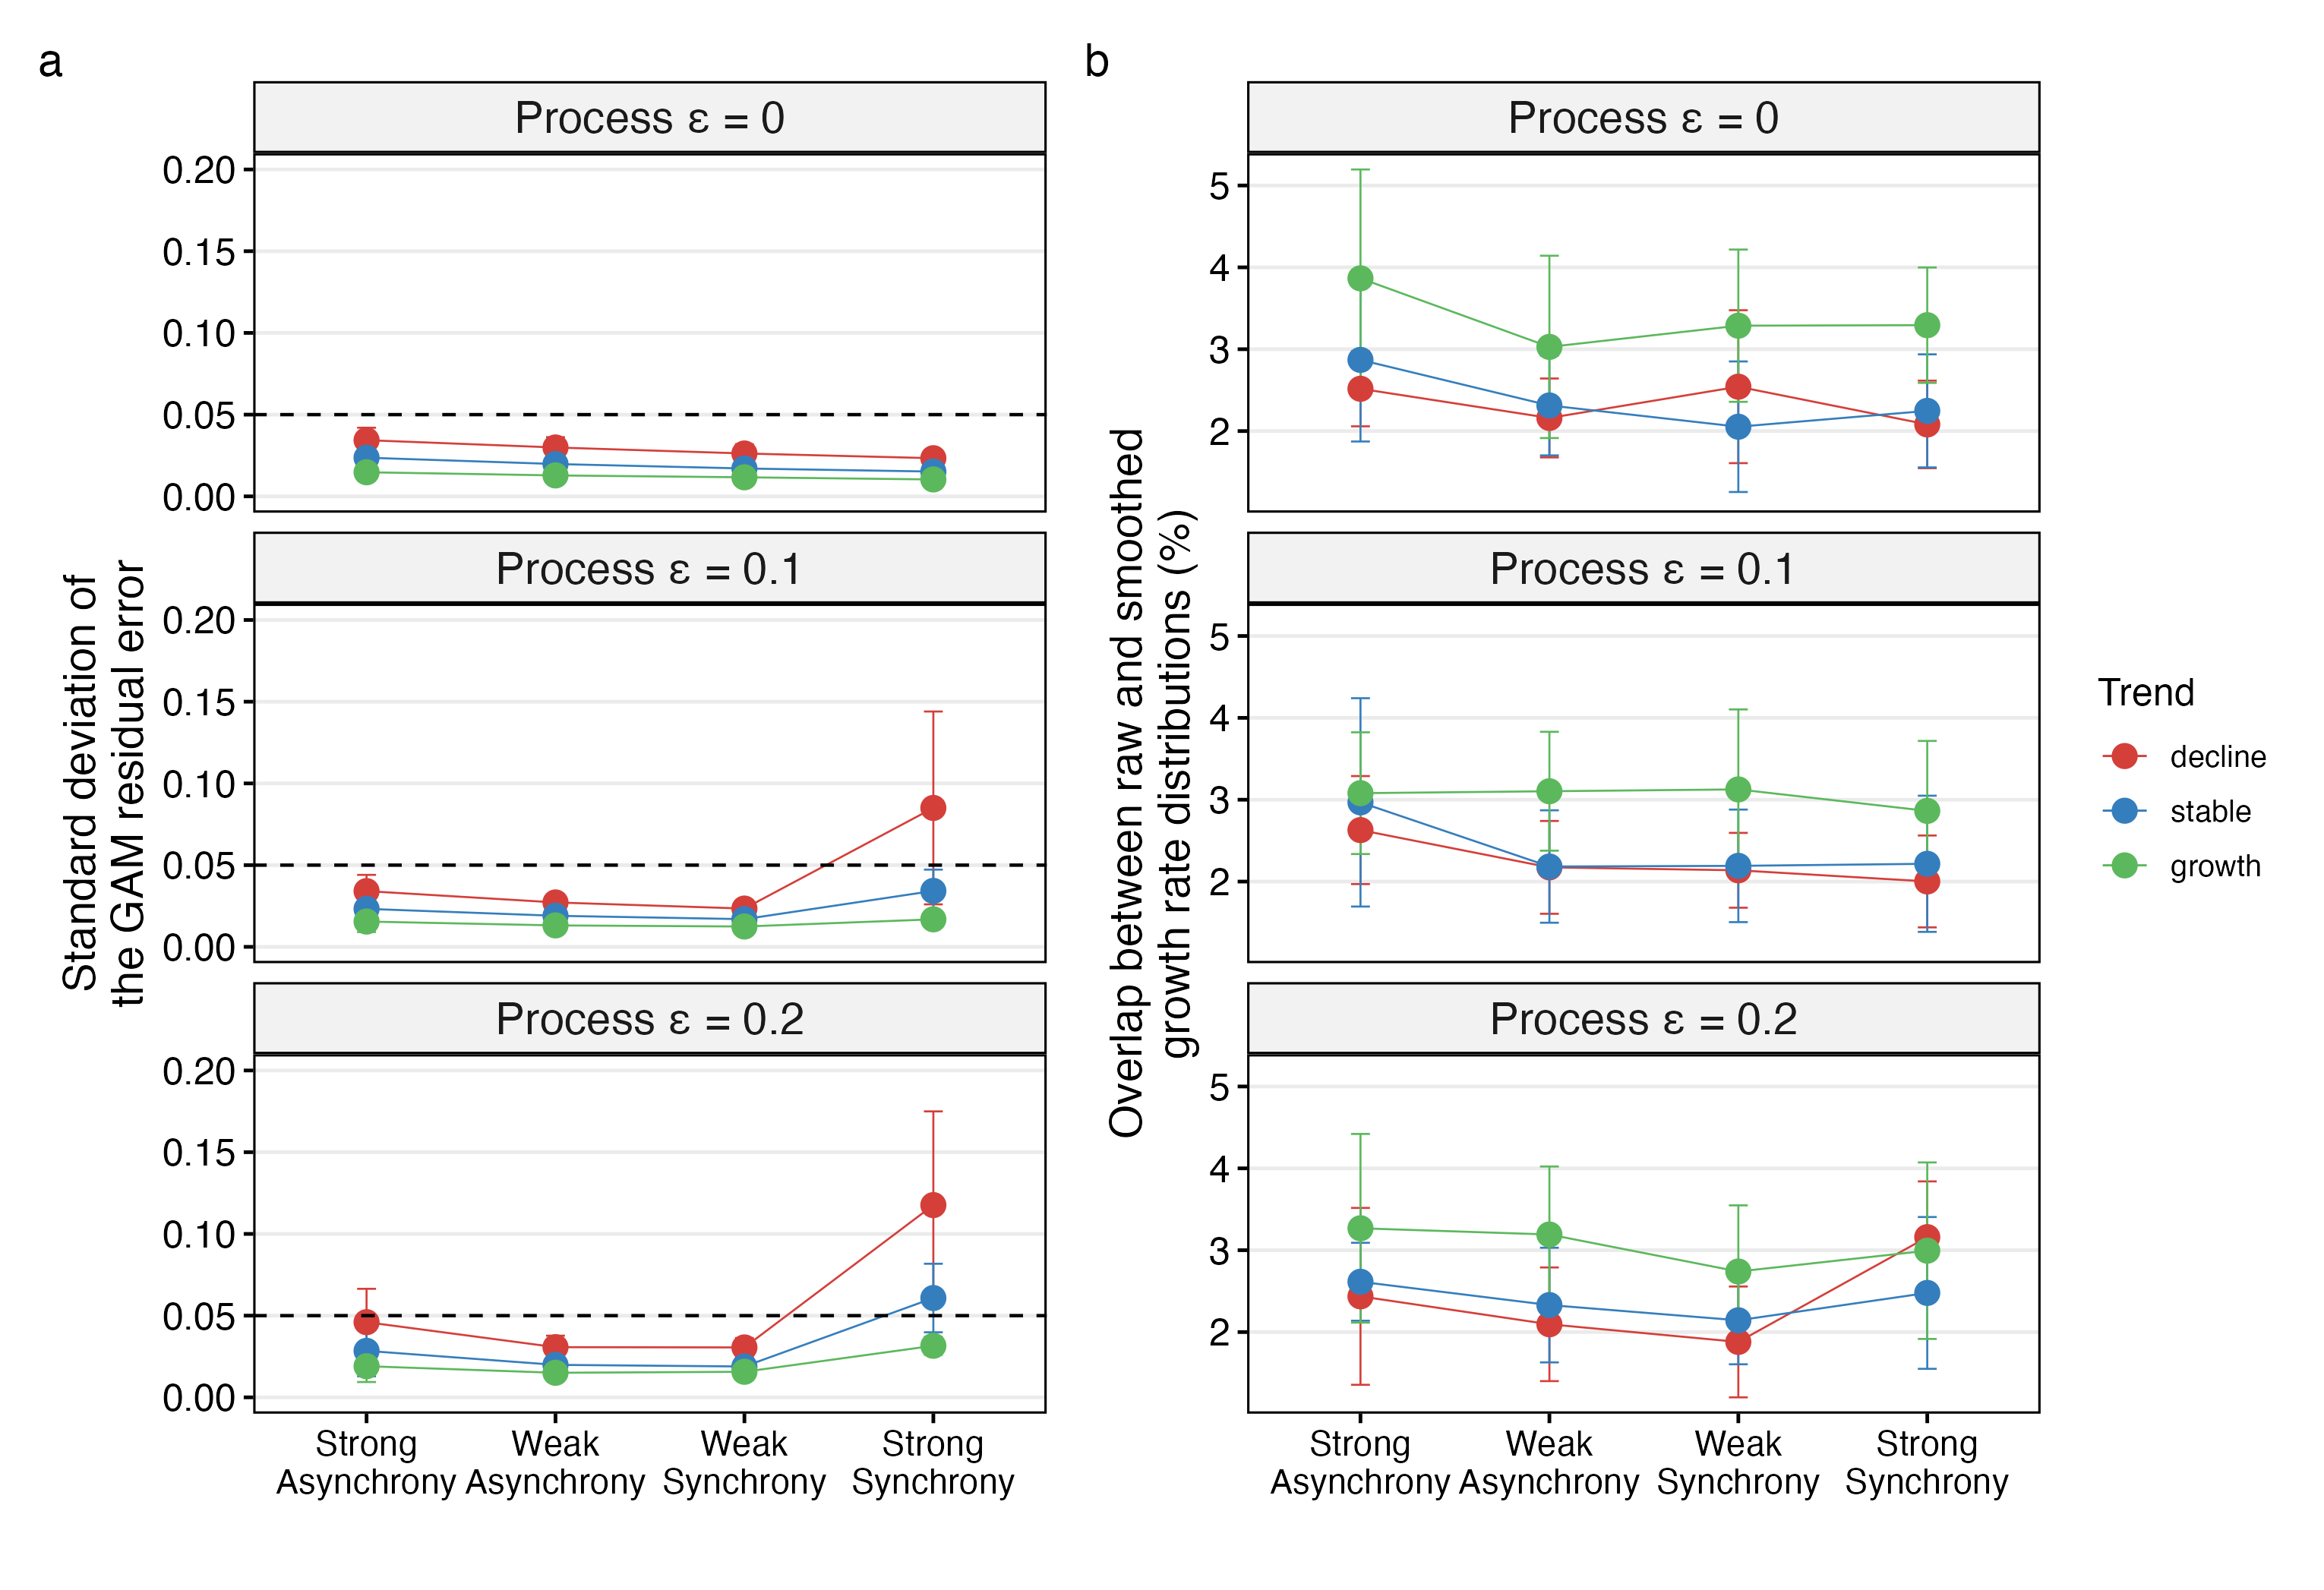 a
Standard deviation of
the GAM residual error
Process ε = 0
0.20
0.15
0.10
0.05
0.00
Process ε = 0.1
0.20
0.15
0.10
0.05
0.00
Process ε = 0.2
0.20
0.15
0.10
0.05
0.00
Strong
Asynchrony
Weak
Asynchrony
Weak
Synchrony
Strong
Synchrony
b
Overlap between raw and smoothed
growth rate distributions (%)
Process ε = 0
5
4
3
2
Process ε = 0.1
5
4
3
2
Process ε = 0.2
5
4
3
2
Strong
Asynchrony
Weak
Asynchrony
Weak
Synchrony
Strong
Synchrony
Trend
decline
stable
growth